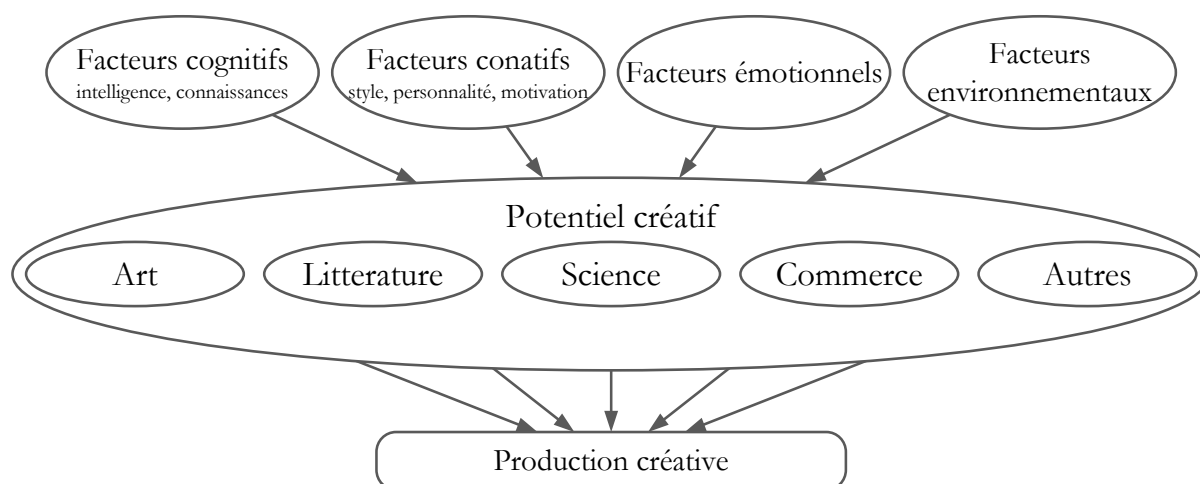 Facteurs cognitifs
intelligence, connaissances
Facteurs conatifs
style, personnalité, motivation
Facteurs émotionnels
Facteurs
environnementaux
Potentiel créatif
Art
Litterature
Science
Commerce
Autres
Production créative